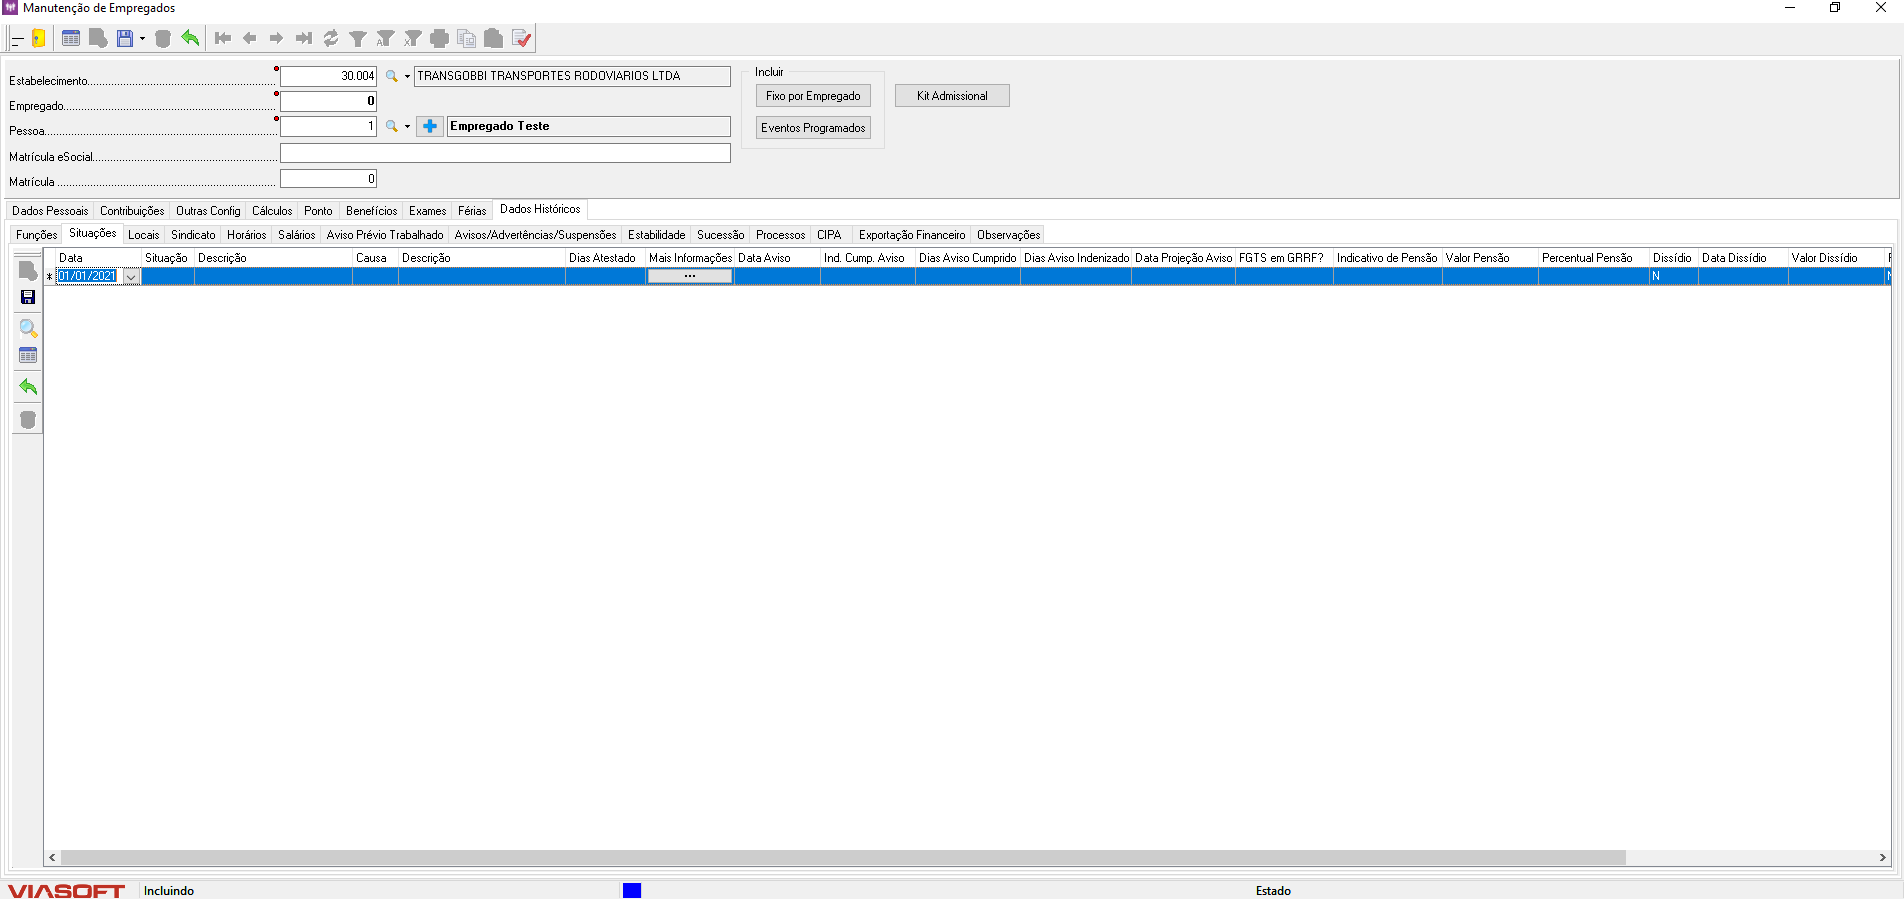 Manutenção de Empregados
Estabelecimento 30.004 TRANSGOBBI TRANSPORTES RODOVIARIOS LTDA
Empregado 0
Pessoa 1 Empregado Teste
Matrícula eSocial
Matrícula 0
Incluir
Fixo por Empregado
Eventos Programados
Kit Admissional
Dados Pessoais Contribuições Outras Config Cálculos Ponto Benefícios Exames Férias Dados Históricos
Funções Situações Locais Sindicato Horários Salários Aviso Prévio Trabalhado Avisos/Advertências/Suspensões Estabilidade Sucessão Processos CIPA Exportação Financeiro Observações
Data Situação Descrição Causa Descrição Dias Atestado Mais Informações Data Aviso Ind. Cump. Aviso Dias Aviso Cumprido Dias Aviso Indenizado Data Projeção Aviso FGTS em GRRF? Indicativo de Pensão Valor Pensão Percentual Pensão Dissídio Data Dissídio Valor Dissídio
* 01/01/2021 ... N
VIASOFT Incluindo Estado